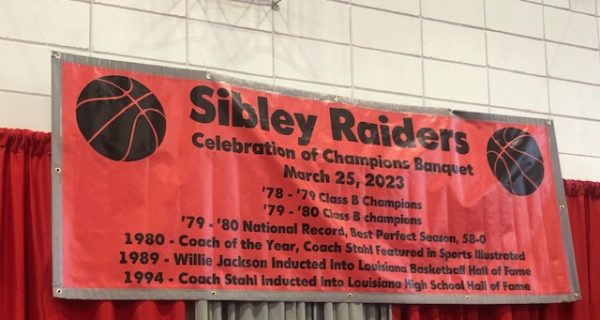 Sibley Raiders
Celebration of Champions Banquet
March 25, 2023
'78 - '79 Class B Champions
'79 - '80 Class B champions
'79 - '80 National Record, Best Perfect Season, 58-0
1980 - Coach of the Year, Coach Stahl Featured in Sports Illustrated
1989 - Willie Jackson Inducted Into Louisiana Basketball Hall of Fame
1994 - Coach Stahl Inducted Into Louisiana High School Hall of Fame